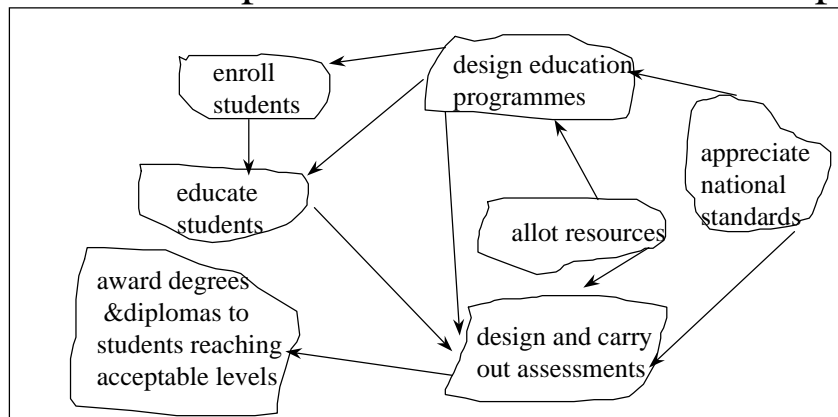 enroll
students
design education
programmes
appreciate
national
standards
educate
students
allot resources
award degrees
&diplomas to
students reaching
acceptable levels
design and carry
out assessments